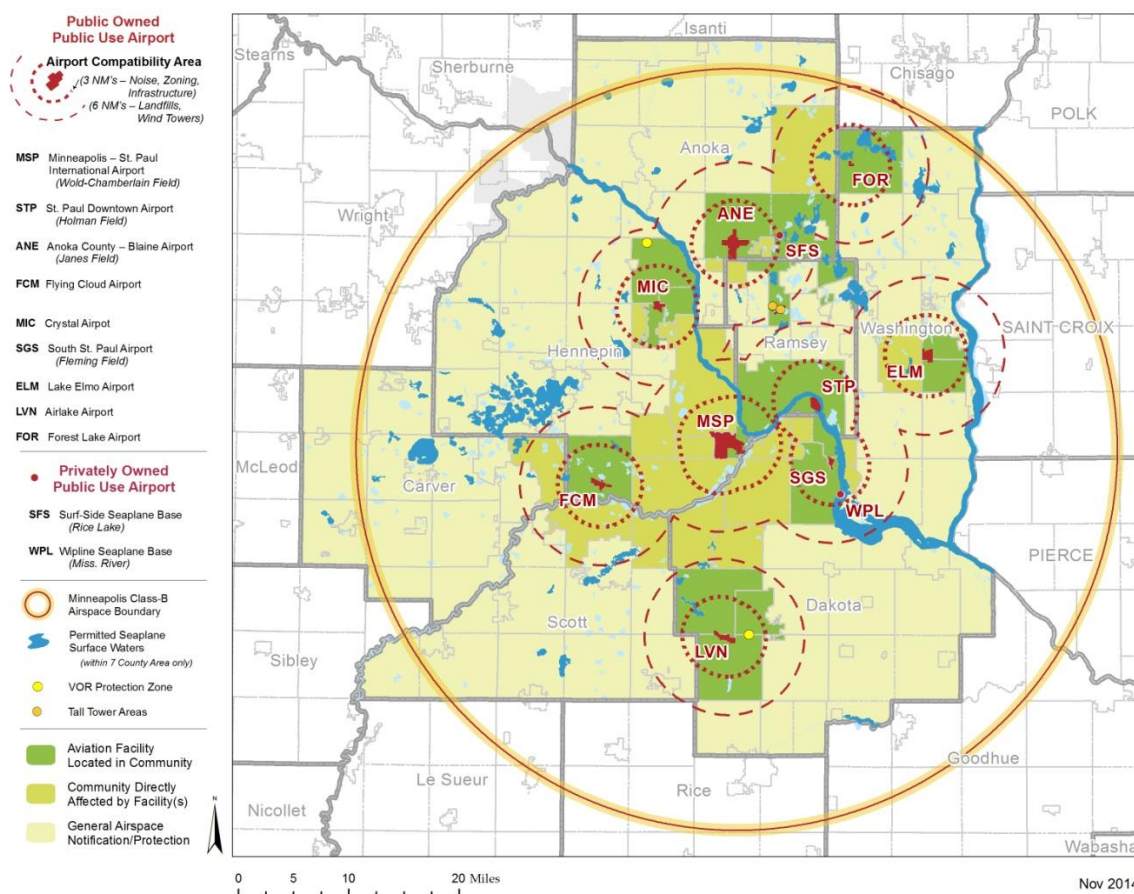 Public Owned
Public Use Airport
Airport Compatibility Area
(3 NM's – Noise, Zoning,
Infrastructure)
(6 NM's – Landfills,
Wind Towers)
MSP Minneapolis – St. Paul
International Airport
(Wold-Chamberlain Field)
STP St. Paul Downtown Airport
(Holman Field)
ANE Anoka County – Blaine Airport
(Janes Field)
FCM Flying Cloud Airport
MIC Crystal Airpot
SGS South St. Paul Airport
(Fleming Field)
ELM Lake Elmo Airport
LVN Airlake Airport
FOR Forest Lake Airport
Privately Owned
Public Use Airport
SFS Surf-Side Seaplane Base
(Rice Lake)
WPL Wipline Seaplane Base
(Miss. River)
Minneapolis Class-B
Airspace Boundary
Permitted Seaplane
Surface Waters
(within 7 County Area only)
VOR Protection Zone
Tall Tower Areas
Aviation Facility
Located in Community
Community Directly
Affected by Facility(s)
General Airspace
Notification/Protection
N
Isanti
Stearns
Sherburne
Chisago
POLK
Anoka
FOR
Wright
ANE
SFS
MIC
Washington
SAINT CROIX
Hennepin
Ramsey
ELM
STP
MSP
McLeod
Carver
FCM
SGS
WPL
PIERCE
Scott
Dakota
LVN
Sibley
Goodhue
Le Sueur
Rice
Nicollet
Wabasha
0 5 10 20 Miles
Nov 2014